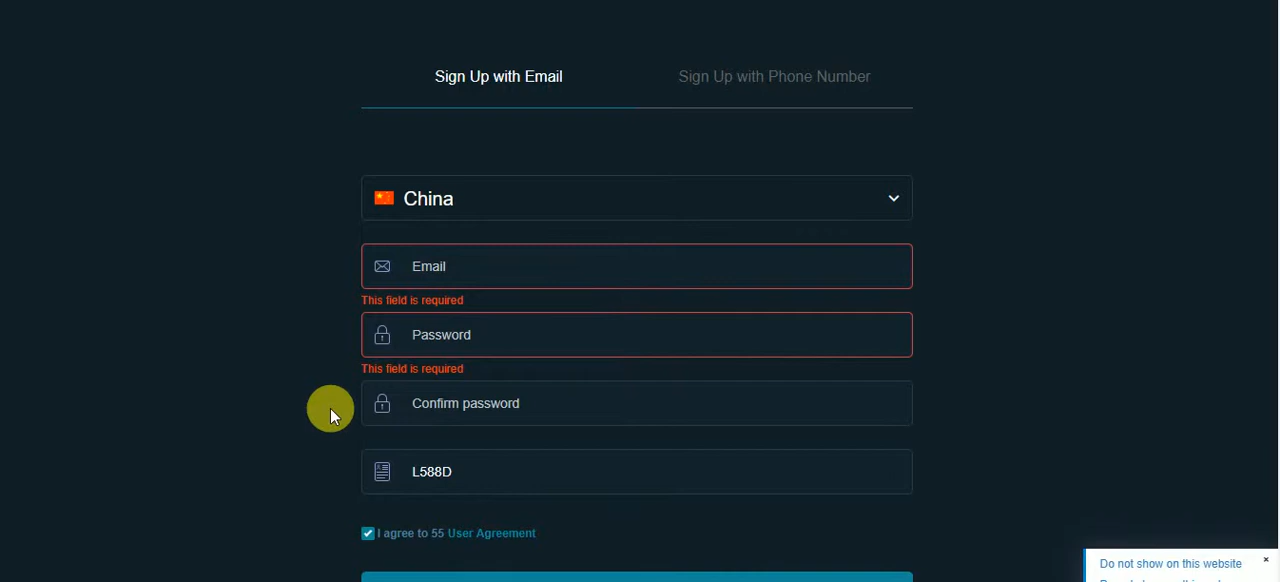 Sign Up with Email
Sign Up with Phone Number
China
Email
This field is required
Password
This field is required
Confirm password
L588D
I agree to 55 User Agreement
Do not show on this website
×